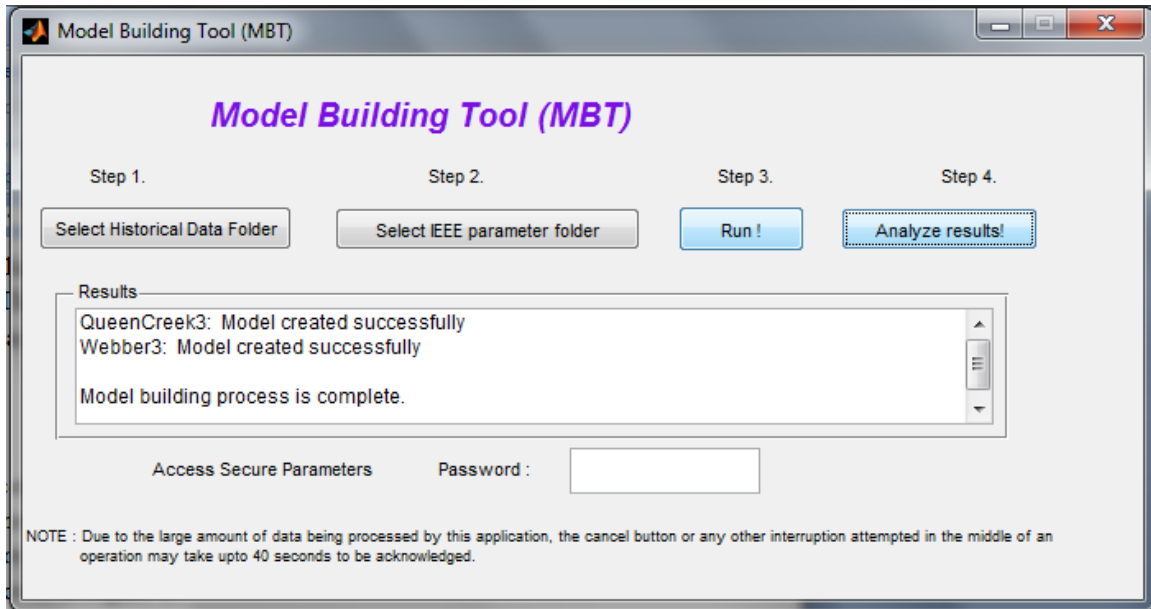 Model Building Tool (MBT)
Model Building Tool (MBT)
Step 1.
Step 2.
Step 3.
Step 4.
Select Historical Data Folder
Select IEEE parameter folder
Run !
Analyze results!
Results
QueenCreek3:  Model created successfully
Webber3:  Model created successfully
Model building process is complete.
Access Secure Parameters
Password :
NOTE : Due to the large amount of data being processed by this application, the cancel button or any other interruption attempted in the middle of an
operation may take upto 40 seconds to be acknowledged.